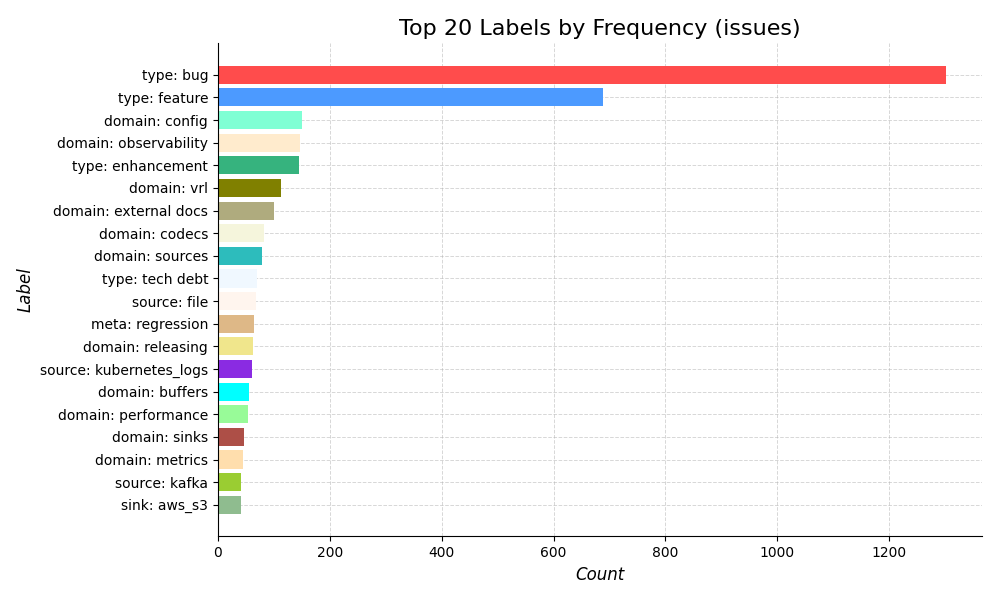 Top 20 Labels by Frequency (issues)
Label
type: bug
type: feature
domain: config
domain: observability
type: enhancement
domain: vrl
domain: external docs
domain: codecs
domain: sources
type: tech debt
source: file
meta: regression
domain: releasing
source: kubernetes_logs
domain: buffers
domain: performance
domain: sinks
domain: metrics
source: kafka
sink: aws_s3
0 200 400 600 800 1000 1200
Count